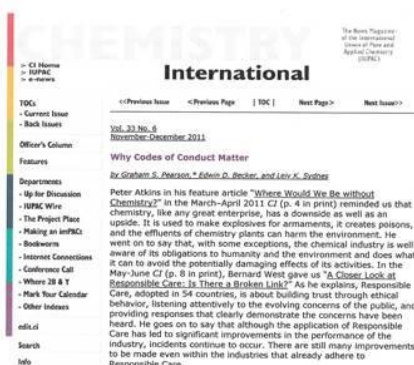 CHEMISTRY
International
The News Magazine
of the International
Union of Pure and
Applied Chemistry
(IUPAC)
> CI Home
> IUPAC
> e-news
<<Previous Issue
< Previous Page
| TOC |
Next Page >
Next Issue>>
TOCs
- Current Issue
- Back Issues
Officer's Column
Features
Departments
- Up for Discussion
- IUPAC Wire
- The Project Place
- Making an imPACt
- Bookworm
- Internet Connections
- Conference Call
- Where 2B & Y
- Mark Your Calendar
- Other Indexes
edit.ci
Search
Info
Vol. 33 No. 6
November-December 2011
Why Codes of Conduct Matter
by Graham S. Pearson,* Edwin D. Becker, and Leiv K. Sydnes
Peter Atkins in his feature article "Where Would We Be without
Chemistry?" in the March–April 2011 CI (p. 4 in print) reminded us that
chemistry, like any great enterprise, has a downside as well as an
upside. It is used to make explosives for armaments, it creates poisons,
and the effluents of chemistry plants can harm the environment. He
went on to say that, with some exceptions, the chemical industry is well
aware of its obligations to humanity and the environment and does what
it can to avoid the potentially damaging effects of its activities. In the
May-June CI (p. 8 in print), Bernard West gave us "A Closer Look at
Responsible Care: Is There a Broken Link?" As he explains, Responsible
Care, adopted in 54 countries, is about building trust through ethical
behavior, listening attentively to the evolving concerns of the public, and
providing responses that clearly demonstrate the concerns have been
heard. He goes on to say that although the application of Responsible
Care has led to significant improvements in the performance of the
industry, incidents continue to occur. There are still many improvements
to be made even within the industries that already adhere to
Responsible Care.